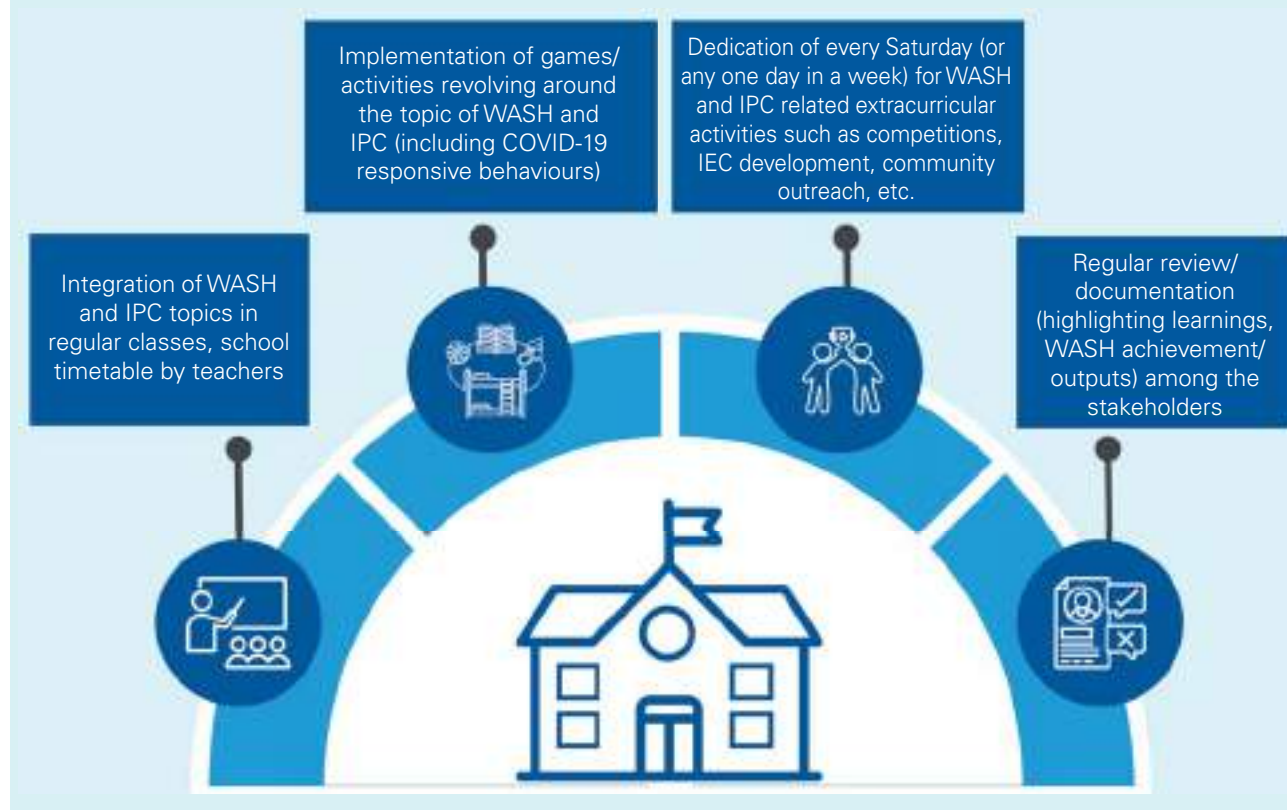 Integration of WASH
and IPC topics in
regular classes, school
timetable by teachers
Implementation of games/
activities revolving around
the topic of WASH and
IPC (including COVID-19
responsive behaviours)
Dedication of every Saturday (or
any one day in a week) for WASH
and IPC related extracurricular
activities such as competitions,
IEC development, community
outreach, etc.
Regular review/
documentation
(highlighting learnings,
WASH achievement/
outputs) among the
stakeholders